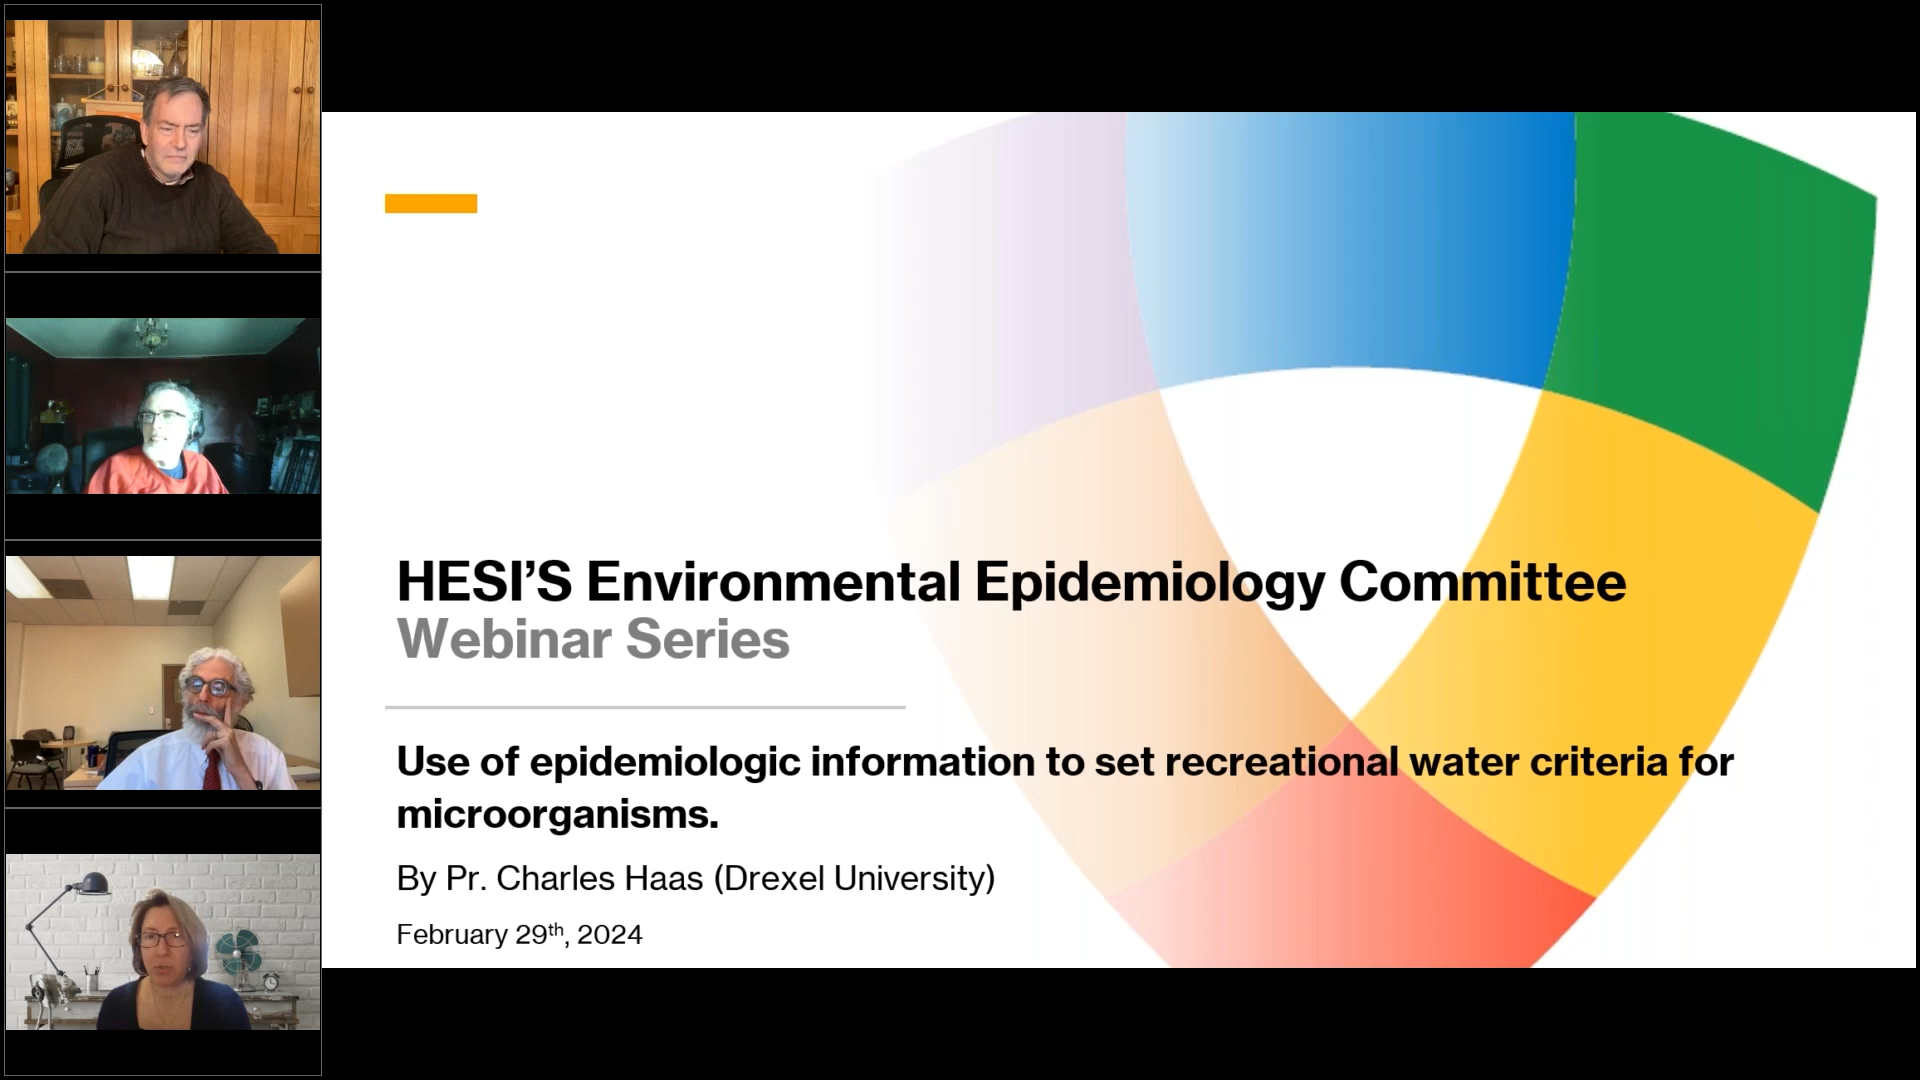 HESI’S Environmental Epidemiology Committee
Webinar Series
Use of epidemiologic information to set recreational water criteria for
microorganisms.
By Pr. Charles Haas (Drexel University)
February 29th, 2024